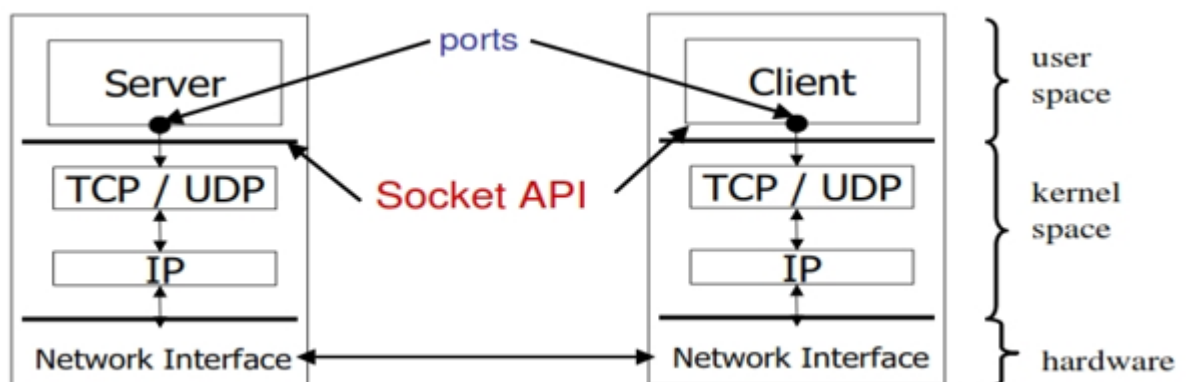 ports
Server
Client
user
space
Socket API
TCP / UDP
TCP / UDP
kernel
space
IP
IP
Network Interface
Network Interface
hardware